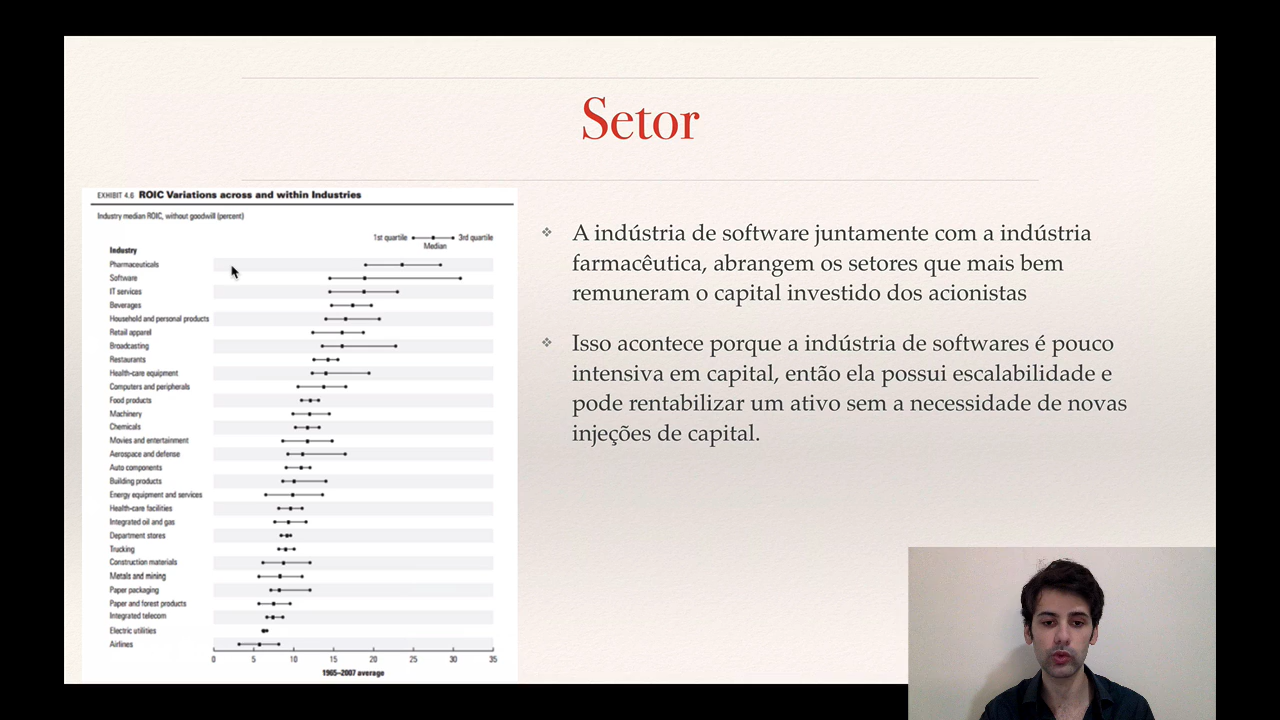 Setor
EXHIBIT 4.6 ROIC Variations across and within Industries
Industry median ROIC, without goodwill (percent)
1st quartile 3rd quartile
Median
Industry
Pharmaceuticals
Software
IT services
Beverages
Household and personal products
Retail apparel
Broadcasting
Restaurants
Health-care equipment
Computers and peripherals
Food products
Machinery
Chemicals
Movies and entertainment
Aerospace and defense
Auto components
Building products
Energy equipment and services
Health-care facilities
Integrated oil and gas
Department stores
Trucking
Construction materials
Metals and mining
Paper packaging
Paper and forest products
Integrated telecom
Electric utilities
Airlines
0 5 10 15 20 25 30 35
1965–2007 average
A indústria de software juntamente com a indústria
farmacêutica, abrangem os setores que mais bem
remuneram o capital investido dos acionistas
Isso acontece porque a indústria de softwares é pouco
intensiva em capital, então ela possui escalabilidade e
pode rentabilizar um ativo sem a necessidade de novas
injeções de capital.